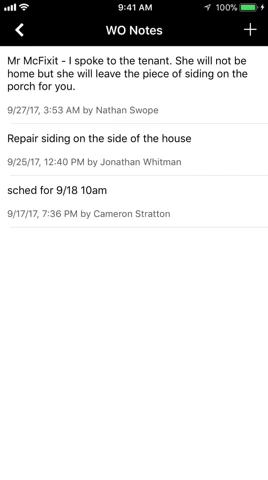 9:41 AM
100%
WO Notes
Mr McFixit - I spoke to the tenant. She will not be
home but she will leave the piece of siding on the
porch for you.
9/27/17, 3:53 AM by Nathan Swope
Repair siding on the side of the house
9/25/17, 12:40 PM by Jonathan Whitman
sched for 9/18 10am
9/17/17, 7:36 PM by Cameron Stratton